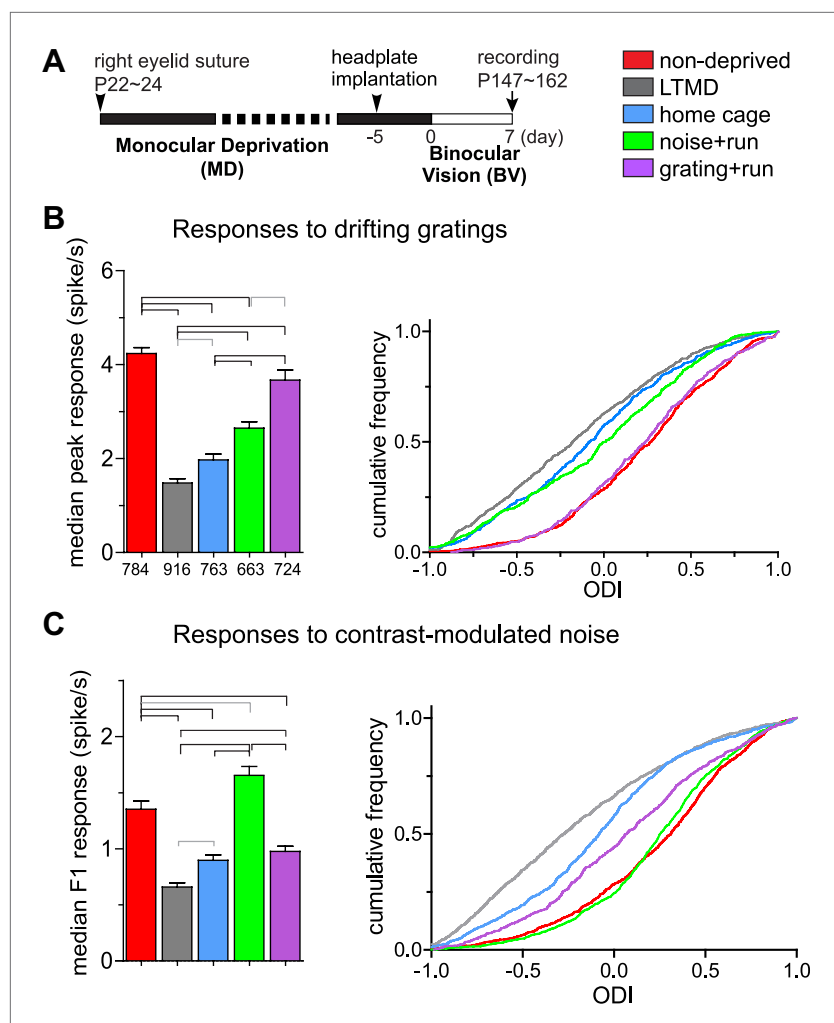 A
right eyelid suture
P22~24
headplate
implantation
recording
P147~162
-5
0
7 (day)
Monocular Deprivation
(MD)
Binocular
Vision (BV)
non-deprived
LTMD
home cage
noise+run
grating+run
B
Responses to drifting gratings
median peak response (spike/s)
6
4
2
0
784 916 763 663 724
cumulative frequency
1.0
0.5
0.0
-1.0 -0.5 0.0 0.5 1.0
ODI
C
Responses to contrast-modulated noise
median F1 response (spike/s)
2
1
0
cumulative frequency
1.0
0.5
0.0
-1.0 -0.5 0.0 0.5 1.0
ODI